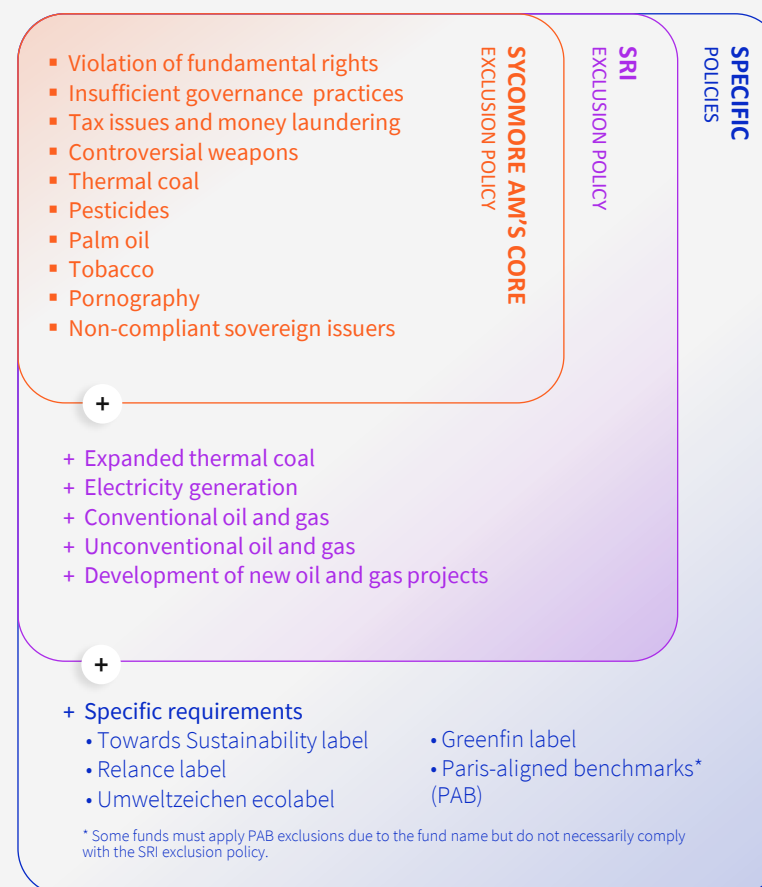 ▪ Violation of fundamental rights
▪ Insufficient governance practices
▪ Tax issues and money laundering
▪ Controversial weapons
▪ Thermal coal
▪ Pesticides
▪ Palm oil
▪ Tobacco
▪ Pornography
▪ Non-compliant sovereign issuers
SYCOMORE AM'S CORE
EXCLUSION POLICY
SRI
EXCLUSION POLICY
SPECIFIC
POLICIES
+
+ Expanded thermal coal
+ Electricity generation
+ Conventional oil and gas
+ Unconventional oil and gas
+ Development of new oil and gas projects
+
+ Specific requirements
• Towards Sustainability label
• Relance label
• Umweltzeichen ecolabel
• Greenfin label
• Paris-aligned benchmarks*
(PAB)
* Some funds must apply PAB exclusions due to the fund name but do not necessarily comply
with the SRI exclusion policy.